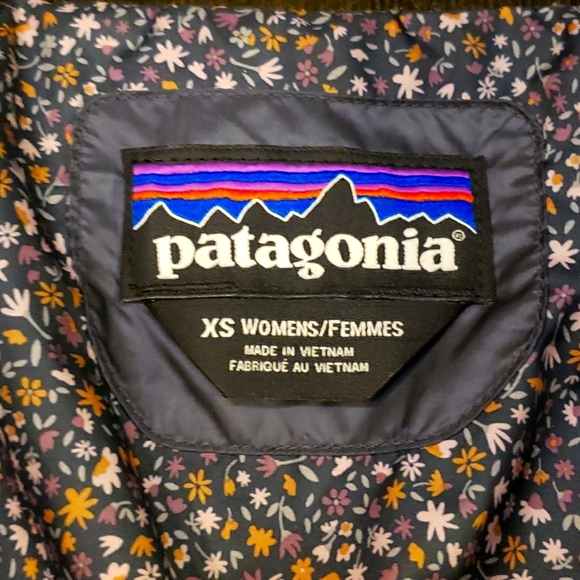 patagonia®
XS WOMENS/FEMMES
MADE IN VIETNAM
FABRIQUÉ AU VIETNAM